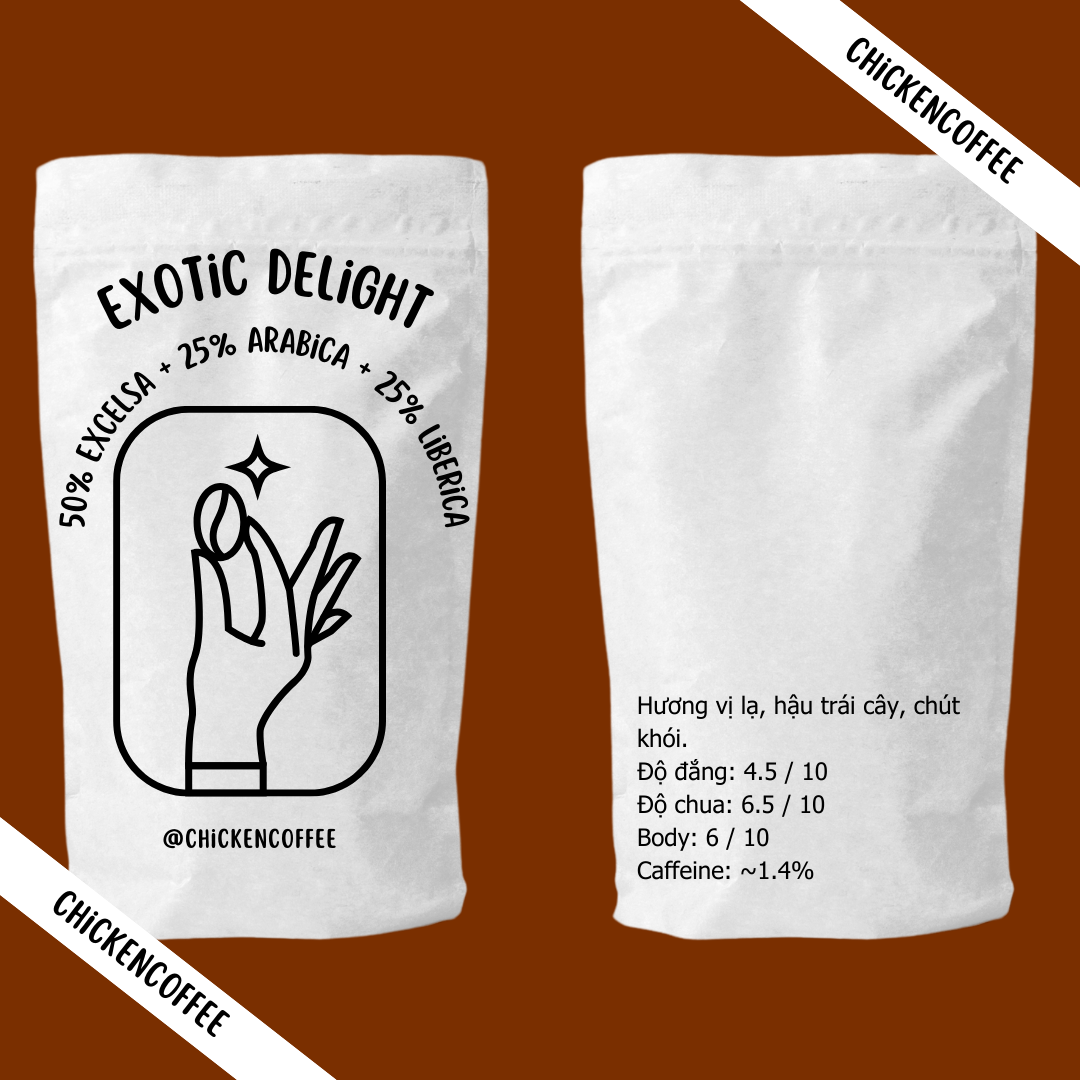 CHiCKENCOFFEE
EXOTiC DELiGHT
50% EXCELSA + 25% ARABiCA + 25% LiBERiCA
@CHiCKENCOFFEE
Hương vị lạ, hậu trái cây, chút
khói.
Độ đắng: 4.5 / 10
Độ chua: 6.5 / 10
Body: 6 / 10
Caffeine: ~1.4%
CHiCKENCOFFEE